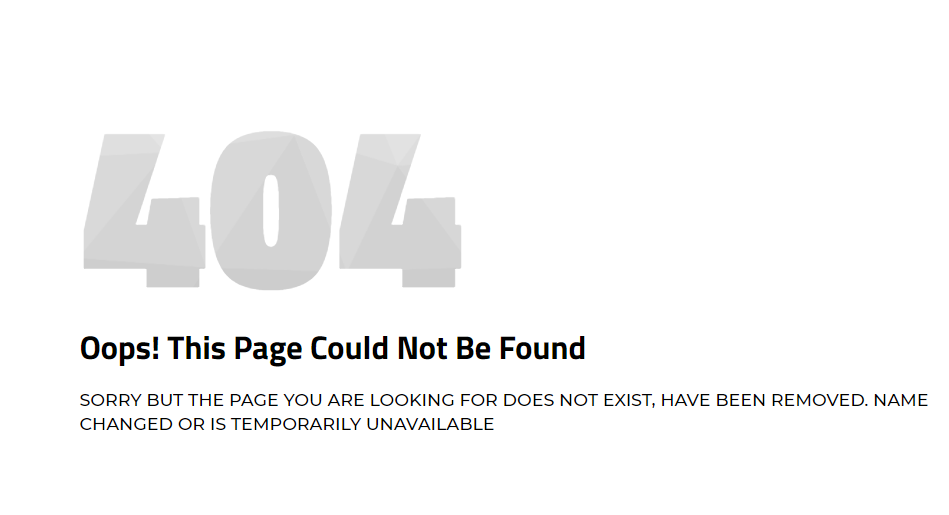 404
Oops! This Page Could Not Be Found
SORRY BUT THE PAGE YOU ARE LOOKING FOR DOES NOT EXIST, HAVE BEEN REMOVED. NAME
CHANGED OR IS TEMPORARILY UNAVAILABLE